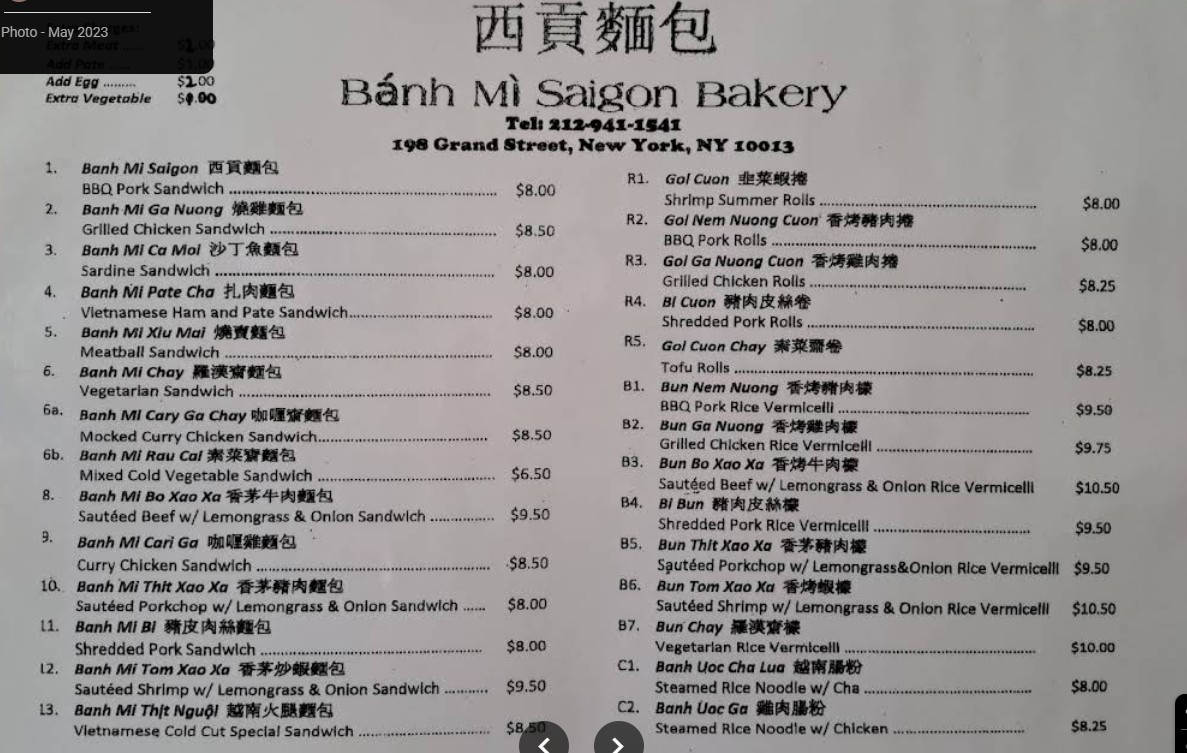 Photo - May 2023
Extra Meat ...... $1.00
Add Pate ...... $1.00
Add Egg ......... $2.00
Extra Vegetable
西貢麵包
Bánh Mì Saigon Bakery
Tel: 212-941-1541
198 Grand Street, New York, NY 10013
1. Banh Mi Saigon 西貢麵包
BBQ Pork Sandwich ........ $8.00
2. Banh Mi Ga Nuong 燒雞麵包
Grilled Chicken Sandwich ........ $8.50
3. Banh Mi Ca Moi 沙丁魚麵包
Sardine Sandwich ........ $8.00
4. Banh Mi Pate Cha 扎肉麵包
Vietnamese Ham and Pate Sandwich........ $8.00
5. Banh Mi Xiu Mai 燒賣麵包
Meatball Sandwich ........ $8.00
6. Banh Mi Chay 羅漢齋麵包
Vegetarian Sandwich ........ $8.50
6a. Banh Mi Cary Ga Chay 咖喱齋麵包
Mocked Curry Chicken Sandwich........ $8.50
6b. Banh Mi Rau Cai 素菜齋麵包
Mixed Cold Vegetable Sandwich ........ $6.50
8. Banh Mi Bo Xao Xa 香茅牛肉麵包
Sautéed Beef w/ Lemongrass & Onion Sandwich ........ $9.50
9. Banh Mi Cari Ga 咖喱雞麵包
Curry Chicken Sandwich ........ $8.50
10. Banh Mi Thit Xao Xa 香茅豬肉麵包
Sautéed Porkchop w/ Lemongrass & Onion Sandwich ...... $8.00
11. Banh Mi Bi 豬皮肉絲麵包
Shredded Pork Sandwich ........ $8.00
12. Banh Mi Tom Xao Xa 香茅炒蝦麵包
Sautéed Shrimp w/ Lemongrass & Onion Sandwich ........ $9.50
13. Banh Mi Thịt Nguội 越南火腿麵包
Vietnamese Cold Cut Special Sandwich ........ $8.50
R1. Goi Cuon 韭菜蝦捲
Shrimp Summer Rolls ........ $8.00
R2. Goi Nem Nuong Cuon 香烤豬肉捲
BBQ Pork Rolls ........ $8.00
R3. Goi Ga Nuong Cuon 香烤雞肉捲
Grilled Chicken Rolls ........ $8.25
R4. Bi Cuon 豬肉皮絲卷
Shredded Pork Rolls ........ $8.00
R5. Goi Cuon Chay 素菜齋卷
Tofu Rolls ........ $8.25
B1. Bun Nem Nuong 香烤豬肉檬
BBQ Pork Rice Vermicelli ........ $9.50
B2. Bun Ga Nuong 香烤雞肉檬
Grilled Chicken Rice Vermicelli ........ $9.75
B3. Bun Bo Xao Xa 香烤牛肉檬
Sautéed Beef w/ Lemongrass & Onion Rice Vermicelli $10.50
B4. Bi Bun 豬肉皮絲檬
Shredded Pork Rice Vermicelli ........ $9.50
B5. Bun Thit Xao Xa 香茅豬肉檬
Sautéed Porkchop w/ Lemongrass&Onion Rice Vermicelli $9.50
B6. Bun Tom Xao Xa 香烤蝦檬
Sautéed Shrimp w/ Lemongrass & Onion Rice Vermicelli $10.50
B7. Bun Chay 羅漢齋檬
Vegetarian Rice Vermicelli ........ $10.00
C1. Banh Uoc Cha Lua 越南腸粉
Steamed Rice Noodle w/ Cha ........ $8.00
C2. Banh Uoc Ga 雞肉腸粉
Steamed Rice Noodle w/ Chicken ........ $8.25